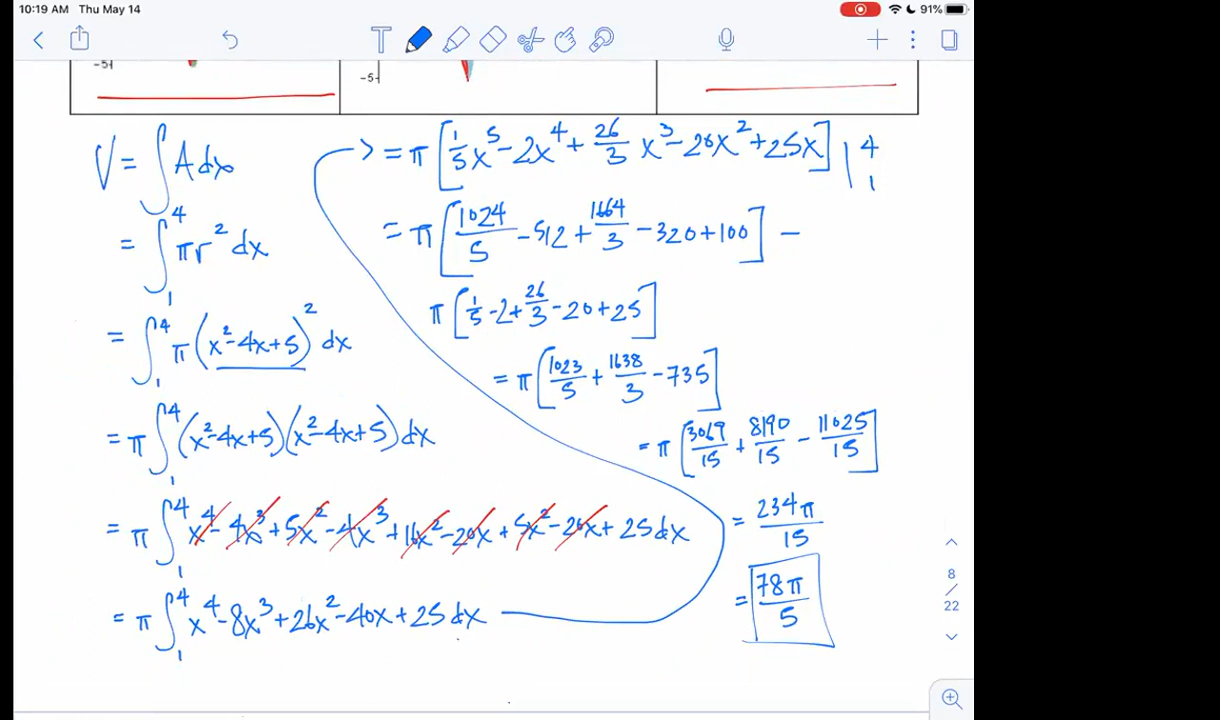 10:19 AM Thu May 14
91%
T
-5
-5
V = ∫ A dx
= ∫₁⁴ πr² dx
= ∫₁⁴ π(x²-4x+5)² dx
= π ∫₁⁴ (x²-4x+5)(x²-4x+5) dx
= π ∫₁⁴ x⁴-4x³+5x²-4x³+16x²-20x+5x²-20x+25 dx
= π ∫₁⁴ x⁴-8x³+26x²-40x+25 dx
= π [1/5 x⁵ - 2x⁴ + 26/3 x³ - 20x² + 25x] |₁⁴
= π [1024/5 - 512 + 1664/3 - 320 + 100] -
π [1/5 - 2 + 26/3 - 20 + 25]
= π [1023/5 + 1638/3 - 735]
= π [3069/15 + 8190/15 - 11025/15]
= 234π/15
= 78π/5
8
/
22